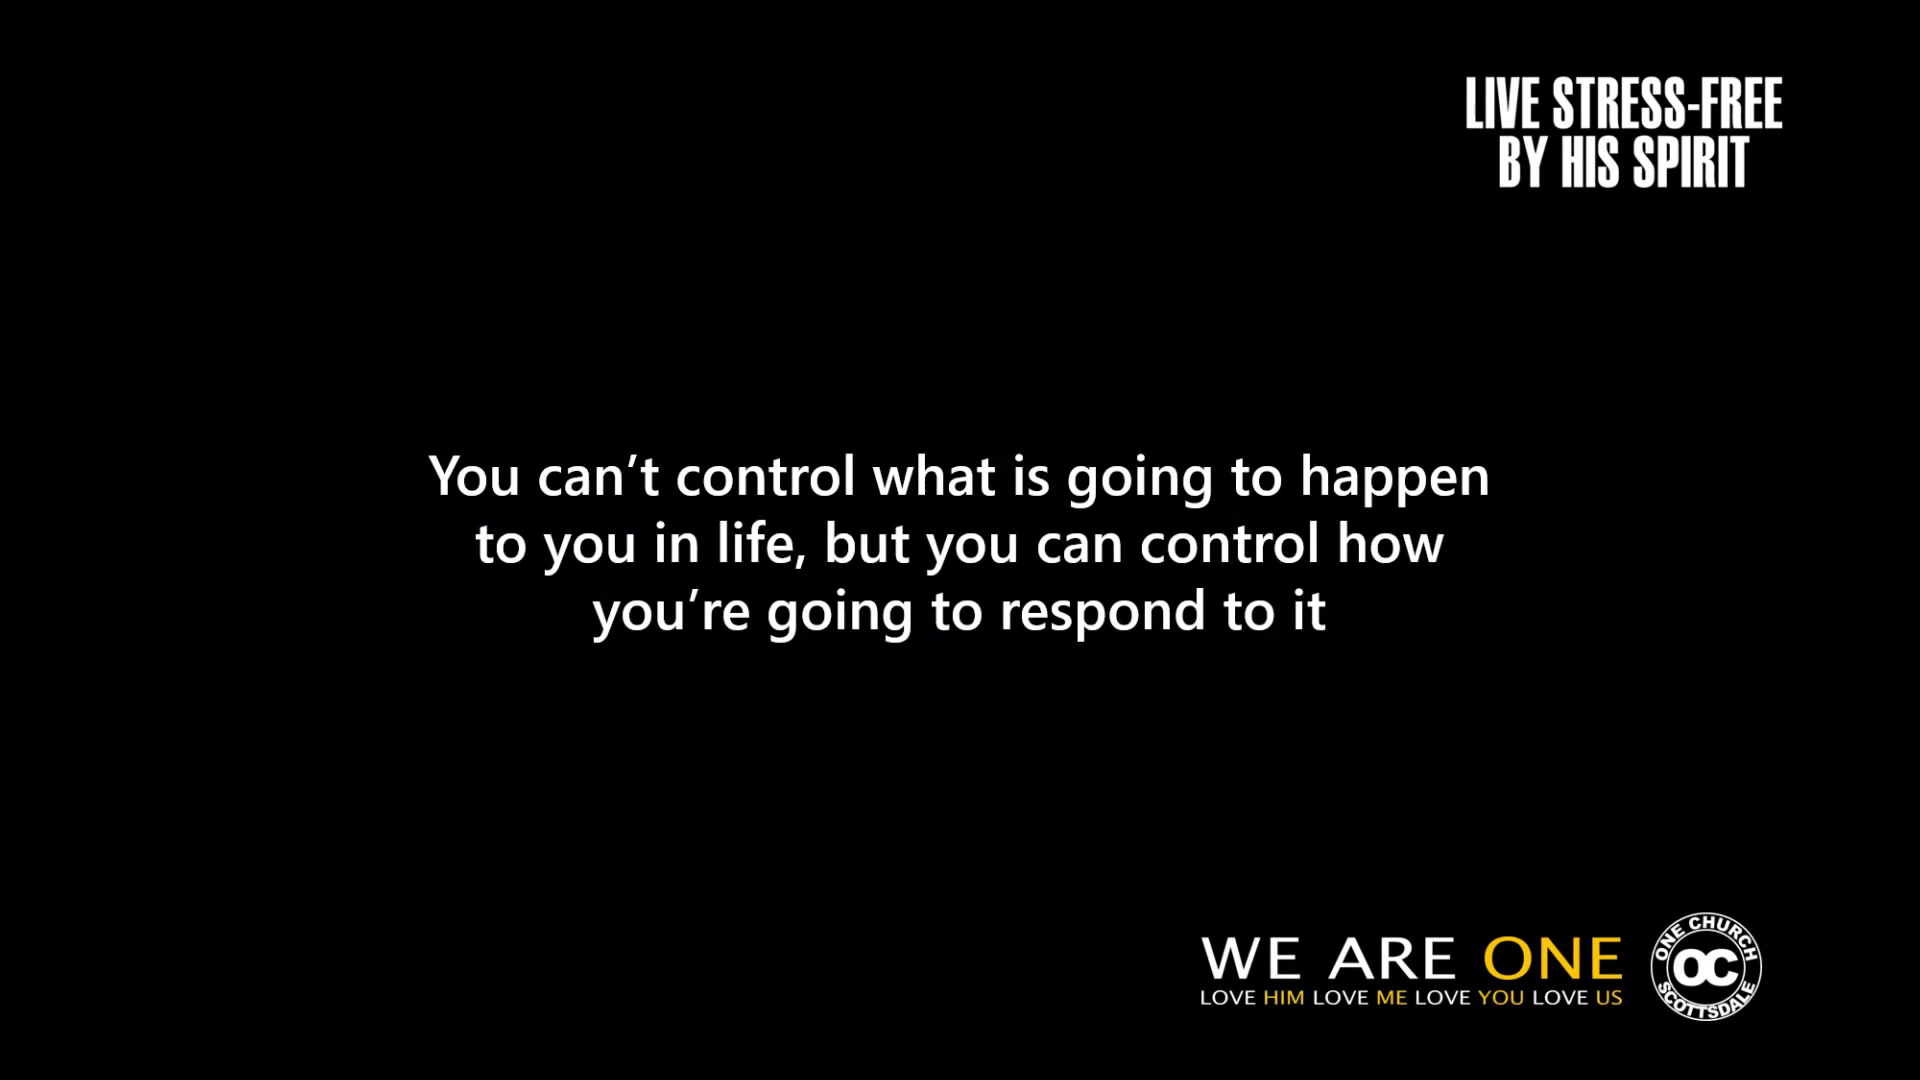 LIVE STRESS-FREE
BY HIS SPIRIT
You can’t control what is going to happen
to you in life, but you can control how
you’re going to respond to it
WE ARE ONE
LOVE HIM LOVE ME LOVE YOU LOVE US
ONE CHURCH
OC
SCOTTSDALE